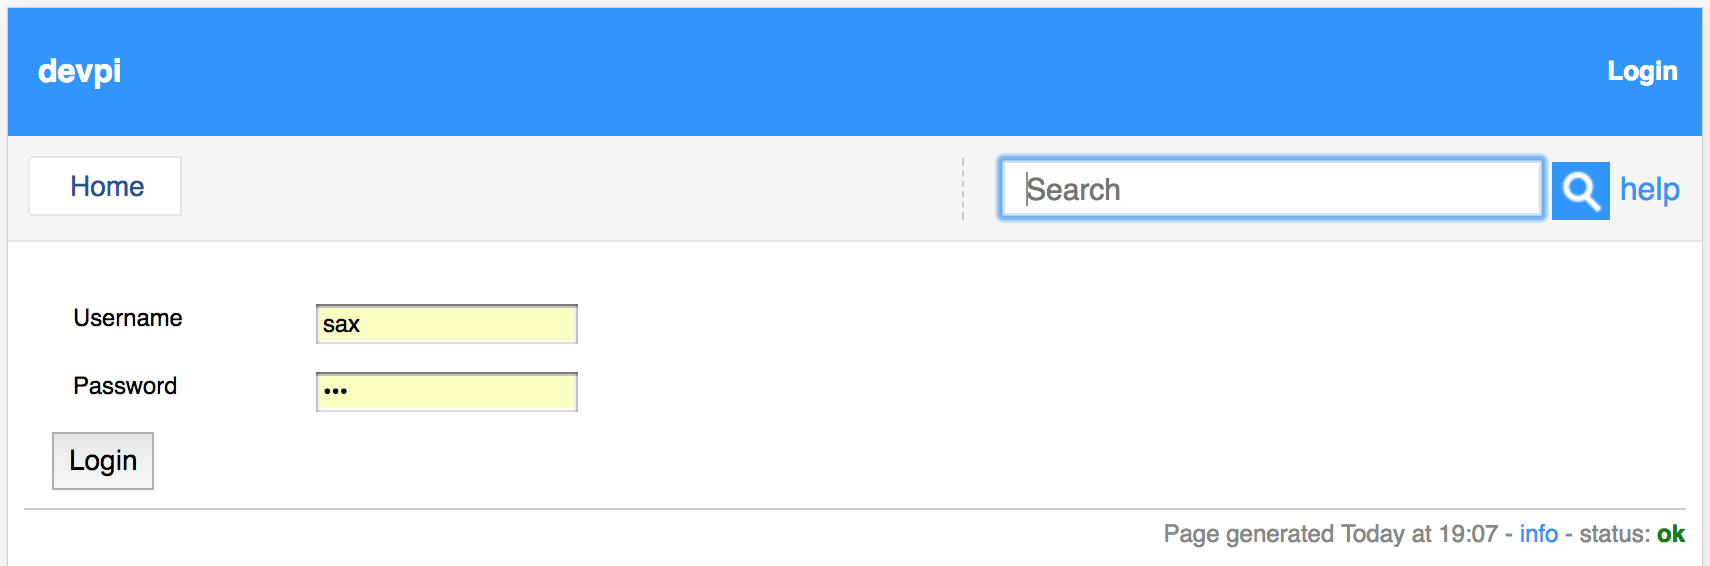 devpi Login
Home Search help
Username sax
Password •••
Login
Page generated Today at 19:07 - info - status: ok